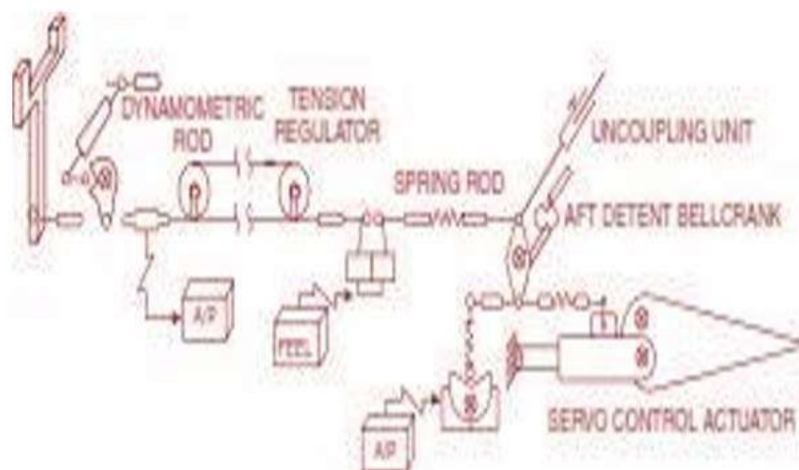 DYNAMOMETRIC
ROD
TENSION
REGULATOR
UNCOUPLING UNIT
SPRING ROD
AFT DETENT BELLCRANK
A/P
FEEL
A/P
SERVO CONTROL ACTUATOR